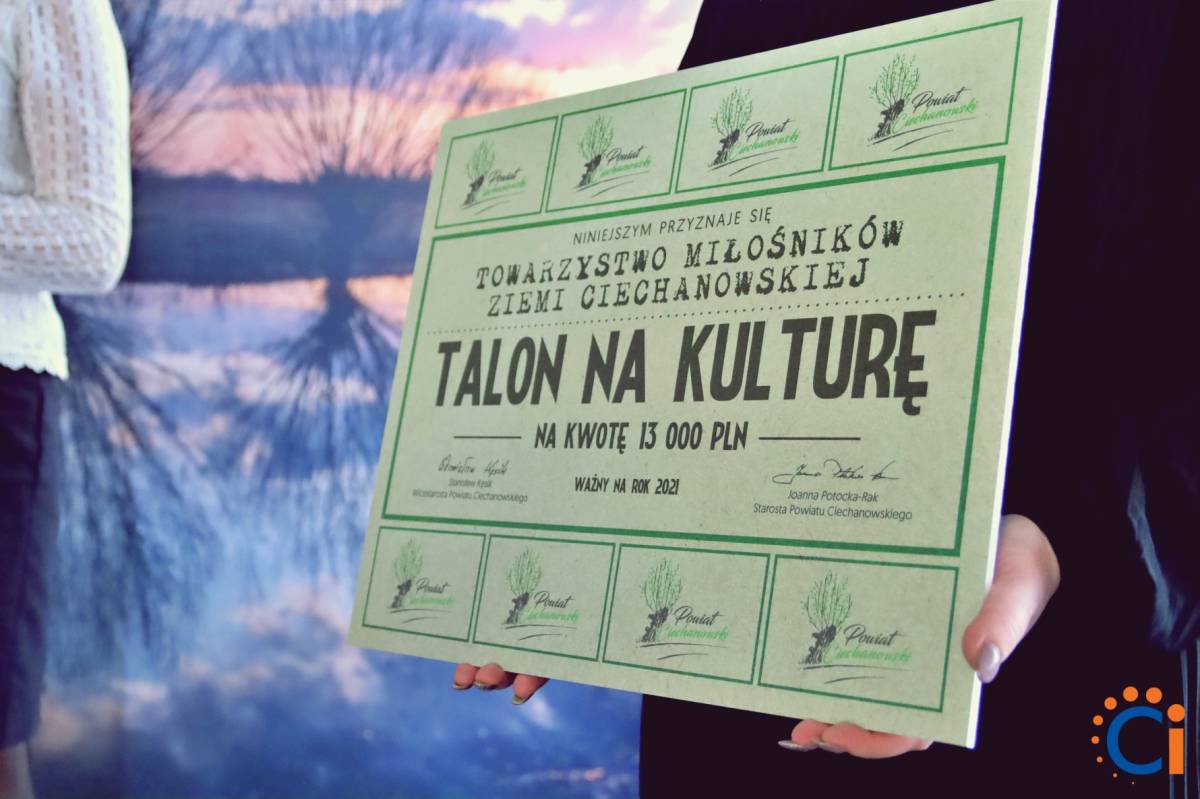 Powiat
Ciechanowski
Powiat
Ciechanowski
Powiat
Ciechanowski
Powiat
Ciechanowski
NINIEJSZYM PRZYZNAJE SIĘ
TOWARZYSTWO MIŁOŚNIKÓW
ZIEMI CIECHANOWSKIEJ
TALON NA KULTURĘ
NA KWOTĘ 13 000 PLN
WAŻNY NA ROK 2021
Stanisław Kęsik
Wicestarosta Powiatu Ciechanowskiego
Joanna Potocka-Rak
Starosta Powiatu Ciechanowskiego
Powiat
Ciechanowski
Powiat
Ciechanowski
Powiat
Ciechanowski
Powiat
Ciechanowski
Ci